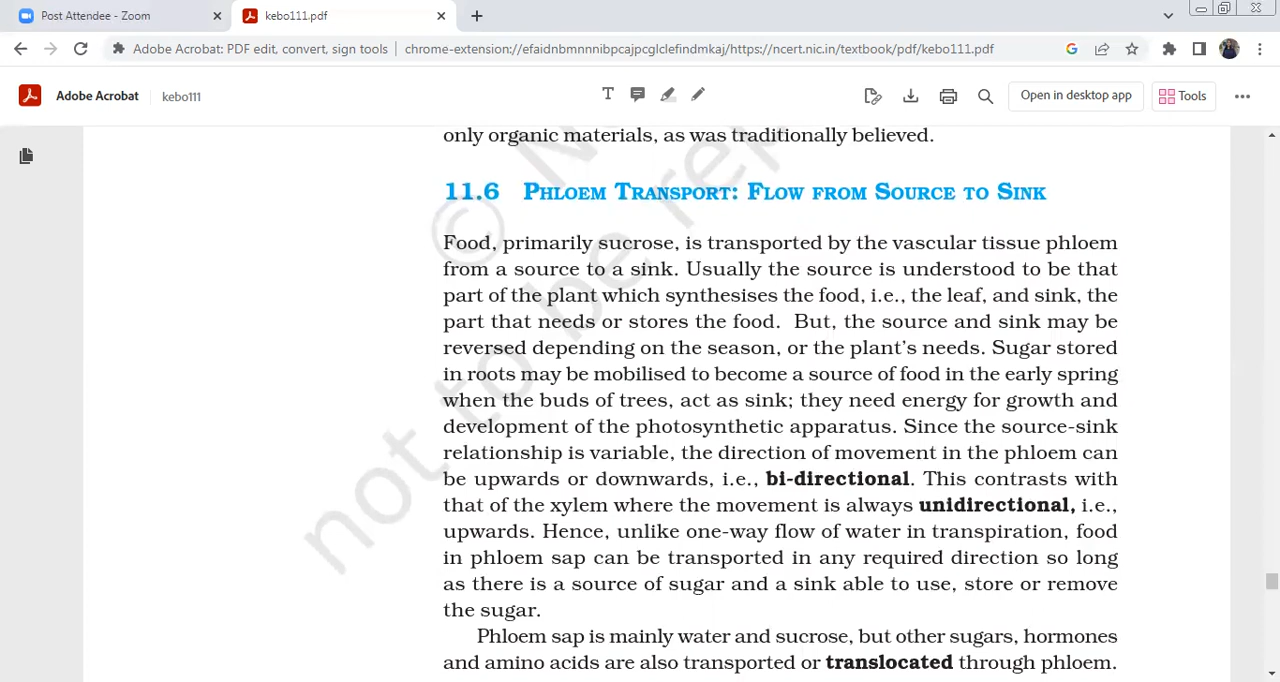 Post Attendee - Zoom
kebo111.pdf
Adobe Acrobat: PDF edit, convert, sign tools | chrome-extension://efaidnbmnnnibpcajpcglclefindmkaj/https://ncert.nic.in/textbook/pdf/kebo111.pdf
Adobe Acrobat
kebo111
Open in desktop app
Tools
only organic materials, as was traditionally believed.
11.6 PHLOEM TRANSPORT: FLOW FROM SOURCE TO SINK
Food, primarily sucrose, is transported by the vascular tissue phloem
from a source to a sink. Usually the source is understood to be that
part of the plant which synthesises the food, i.e., the leaf, and sink, the
part that needs or stores the food. But, the source and sink may be
reversed depending on the season, or the plant's needs. Sugar stored
in roots may be mobilised to become a source of food in the early spring
when the buds of trees, act as sink; they need energy for growth and
development of the photosynthetic apparatus. Since the source-sink
relationship is variable, the direction of movement in the phloem can
be upwards or downwards, i.e., bi-directional. This contrasts with
that of the xylem where the movement is always unidirectional, i.e.,
upwards. Hence, unlike one-way flow of water in transpiration, food
in phloem sap can be transported in any required direction so long
as there is a source of sugar and a sink able to use, store or remove
the sugar.
Phloem sap is mainly water and sucrose, but other sugars, hormones
and amino acids are also transported or translocated through phloem.
© N
not to be rep